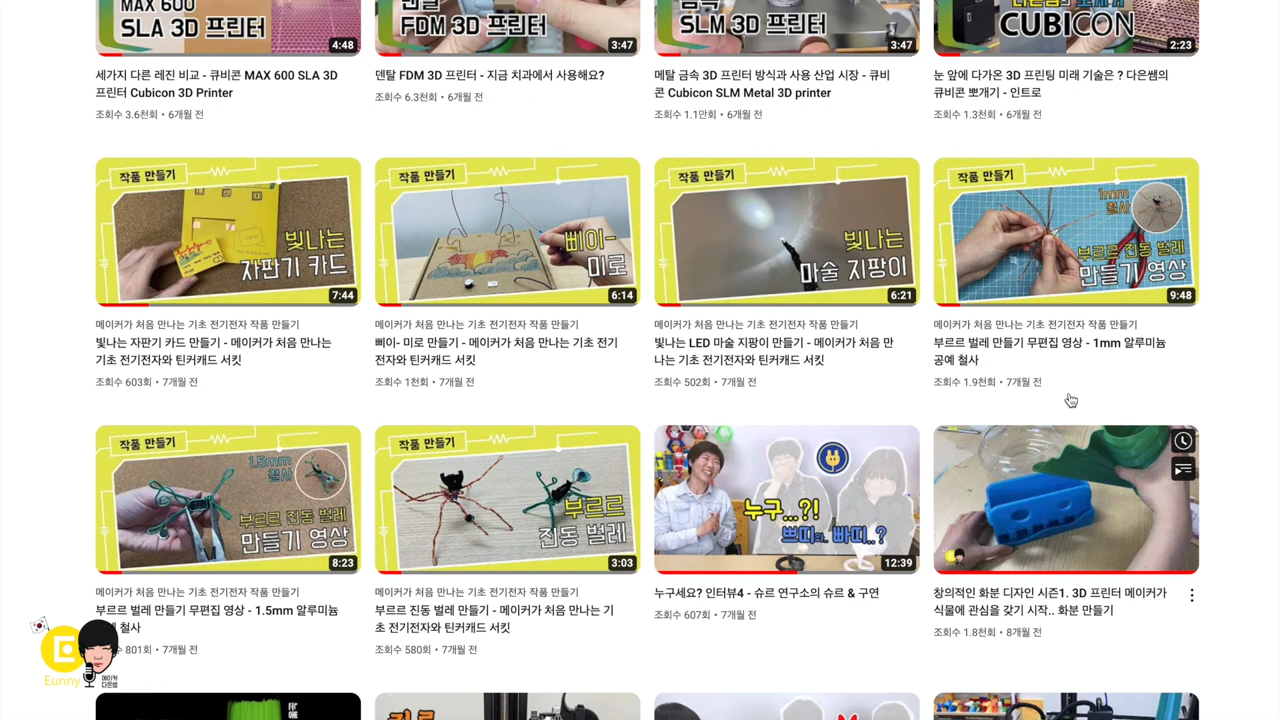 MAX 600
SLA 3D 프린터
4:48
덴탈
FDM 3D 프린터
3:47
금속
SLM 3D 프린터
3:47
CUBICON
2:23
세가지 다른 레진 비교 - 큐비콘 MAX 600 SLA 3D
프린터 Cubicon 3D Printer
조회수 3.6천회 • 6개월 전
덴탈 FDM 3D 프린터 - 지금 치과에서 사용해요?
조회수 6.3천회 • 6개월 전
메탈 금속 3D 프린터 방식과 사용 산업 시장 - 큐비
콘 Cubicon SLM Metal 3D printer
조회수 1.1만회 • 6개월 전
눈 앞에 다가온 3D 프린팅 미래 기술은 ? 다은쌤의
큐비콘 뽀개기 - 인트로
조회수 1.3천회 • 6개월 전
작품 만들기
빛나는
자판기 카드
7:44
작품 만들기
삐이-
미로
6:14
작품 만들기
빛나는
마술 지팡이
6:21
작품 만들기
1mm
철사
부르르 진동 벌레
만들기 영상
9:48
메이커가 처음 만나는 기초 전기전자 작품 만들기
빛나는 자판기 카드 만들기 - 메이커가 처음 만나는
기초 전기전자와 틴커캐드 서킷
조회수 603회 • 7개월 전
메이커가 처음 만나는 기초 전기전자 작품 만들기
삐이- 미로 만들기 - 메이커가 처음 만나는 기초 전기
전자와 틴커캐드 서킷
조회수 1천회 • 7개월 전
메이커가 처음 만나는 기초 전기전자 작품 만들기
빛나는 LED 마술 지팡이 만들기 - 메이커가 처음 만
나는 기초 전기전자와 틴커캐드 서킷
조회수 502회 • 7개월 전
메이커가 처음 만나는 기초 전기전자 작품 만들기
부르르 벌레 만들기 무편집 영상 - 1mm 알루미늄
공예 철사
조회수 1.9천회 • 7개월 전
작품 만들기
1.5mm
철사
부르르 진동 벌레
만들기 영상
8:23
작품 만들기
부르르
진동 벌레
3:03
누구...?!
쁘띠와.. 빠띠..?
12:39
메이커가 처음 만나는 기초 전기전자 작품 만들기
부르르 벌레 만들기 무편집 영상 - 1.5mm 알루미늄
철사
801회 • 7개월 전
메이커가 처음 만나는 기초 전기전자 작품 만들기
부르르 진동 벌레 만들기 - 메이커가 처음 만나는 기
초 전기전자와 틴커캐드 서킷
조회수 580회 • 7개월 전
누구세요? 인터뷰4 - 슈르 연구소의 슈르 & 구연
조회수 607회 • 7개월 전
창의적인 화분 디자인 시즌1. 3D 프린터 메이커가
식물에 관심을 갖기 시작.. 화분 만들기
조회수 1.8천회 • 8개월 전
E
Eunny
메이커
다은쌤